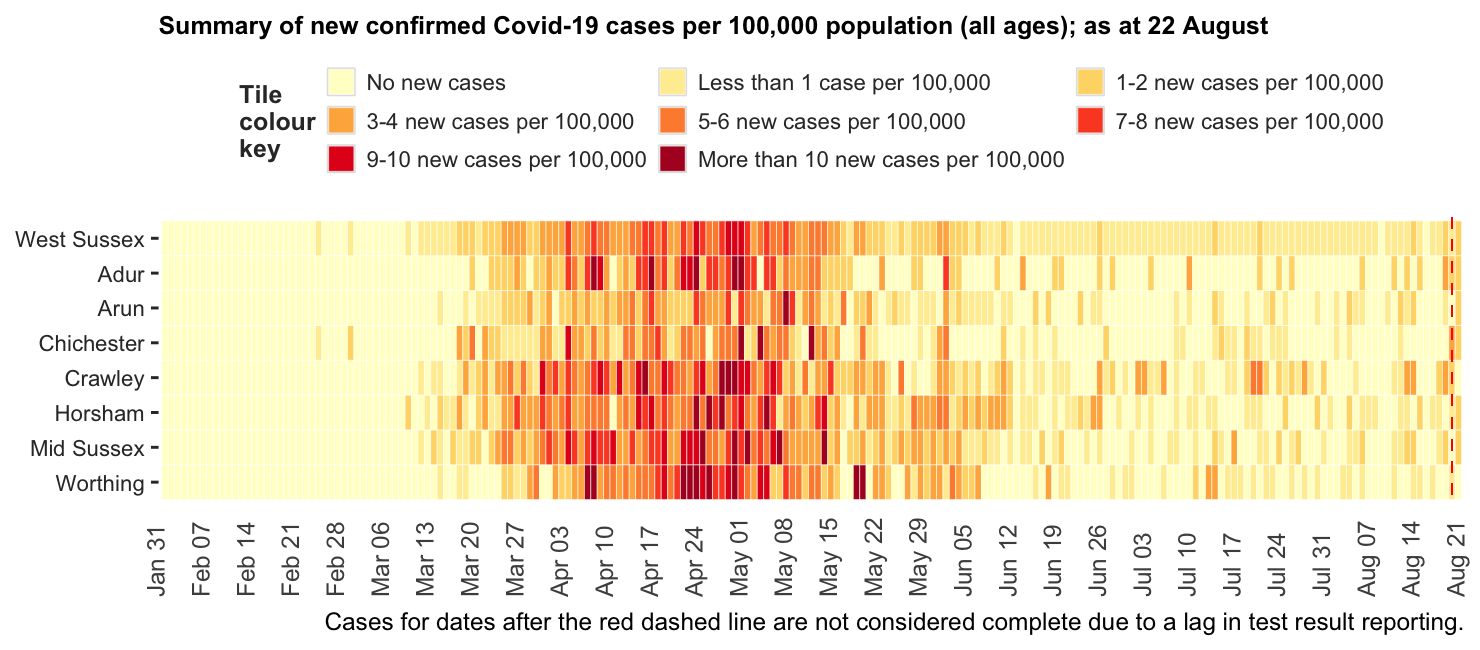 Summary of new confirmed Covid-19 cases per 100,000 population (all ages); as at 22 August
Tile
colour
key
No new cases
Less than 1 case per 100,000
1-2 new cases per 100,000
3-4 new cases per 100,000
5-6 new cases per 100,000
7-8 new cases per 100,000
9-10 new cases per 100,000
More than 10 new cases per 100,000
West Sussex
Adur
Arun
Chichester
Crawley
Horsham
Mid Sussex
Worthing
Jan 31
Feb 07
Feb 14
Feb 21
Feb 28
Mar 06
Mar 13
Mar 20
Mar 27
Apr 03
Apr 10
Apr 17
Apr 24
May 01
May 08
May 15
May 22
May 29
Jun 05
Jun 12
Jun 19
Jun 26
Jul 03
Jul 10
Jul 17
Jul 24
Jul 31
Aug 07
Aug 14
Aug 21
Cases for dates after the red dashed line are not considered complete due to a lag in test result reporting.